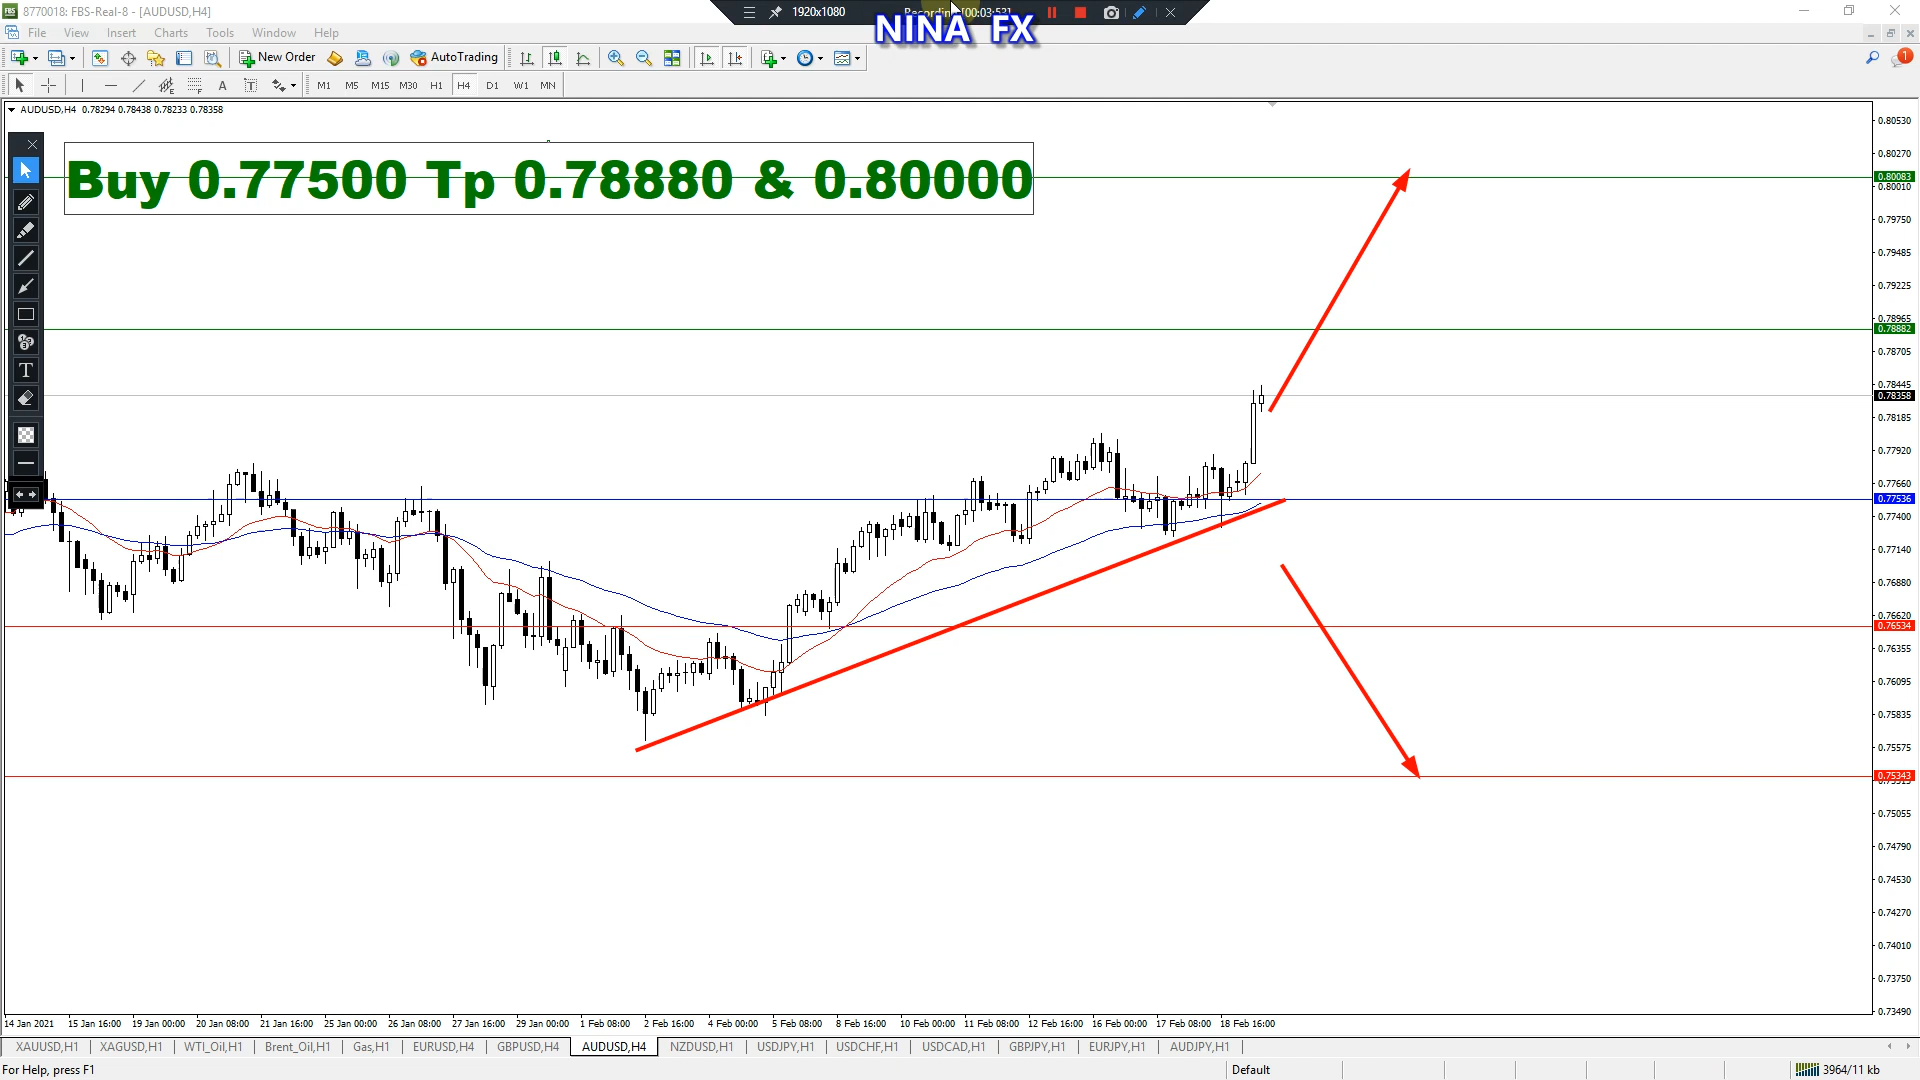 8770018: FBS-Real-8 - [AUDUSD,H4]
1920x1080
[00:03:53]
NINA FX
File View Insert Charts Tools Window Help
New Order AutoTrading
1
A T M1 M5 M15 M30 H1 H4 D1 W1 MN
AUDUSD,H4 0.78294 0.78438 0.78233 0.78358
Buy 0.77500 Tp 0.78880 & 0.80000
T
0.80530
0.80270
0.80083
0.80010
0.79750
0.79485
0.79225
0.78965
0.78882
0.78705
0.78445
0.78358
0.78185
0.77920
0.77660
0.77536
0.77400
0.77140
0.76880
0.76620
0.76534
0.76355
0.76095
0.75835
0.75575
0.75343
0.75055
0.74790
0.74530
0.74270
0.74010
0.73750
0.73490
14 Jan 2021 15 Jan 16:00 19 Jan 00:00 20 Jan 08:00 21 Jan 16:00 25 Jan 00:00 26 Jan 08:00 27 Jan 16:00 29 Jan 00:00 1 Feb 08:00 2 Feb 16:00 4 Feb 00:00 5 Feb 08:00 8 Feb 16:00 10 Feb 00:00 11 Feb 08:00 12 Feb 16:00 16 Feb 00:00 17 Feb 08:00 18 Feb 16:00
XAUUSD,H1 XAGUSD,H1 WTI_Oil,H1 Brent_Oil,H1 Gas,H1 EURUSD,H4 GBPUSD,H4 AUDUSD,H4 NZDUSD,H1 USDJPY,H1 USDCHF,H1 USDCAD,H1 GBPJPY,H1 EURJPY,H1 AUDJPY,H1
For Help, press F1
Default
3964/11 kb